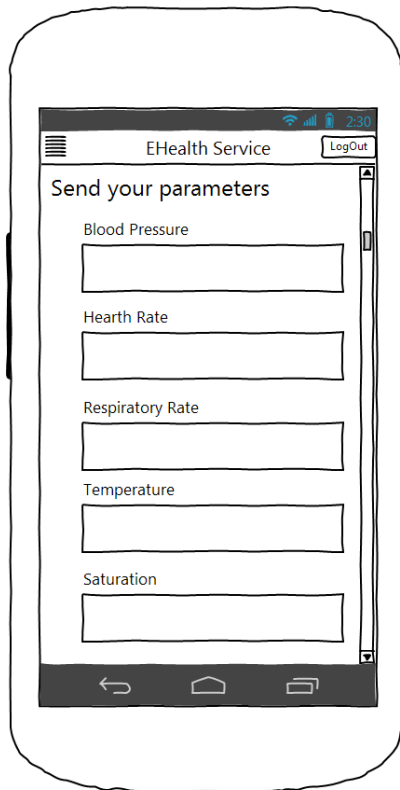 2:30
EHealth Service
LogOut
Send your parameters
Blood Pressure
Hearth Rate
Respiratory Rate
Temperature
Saturation